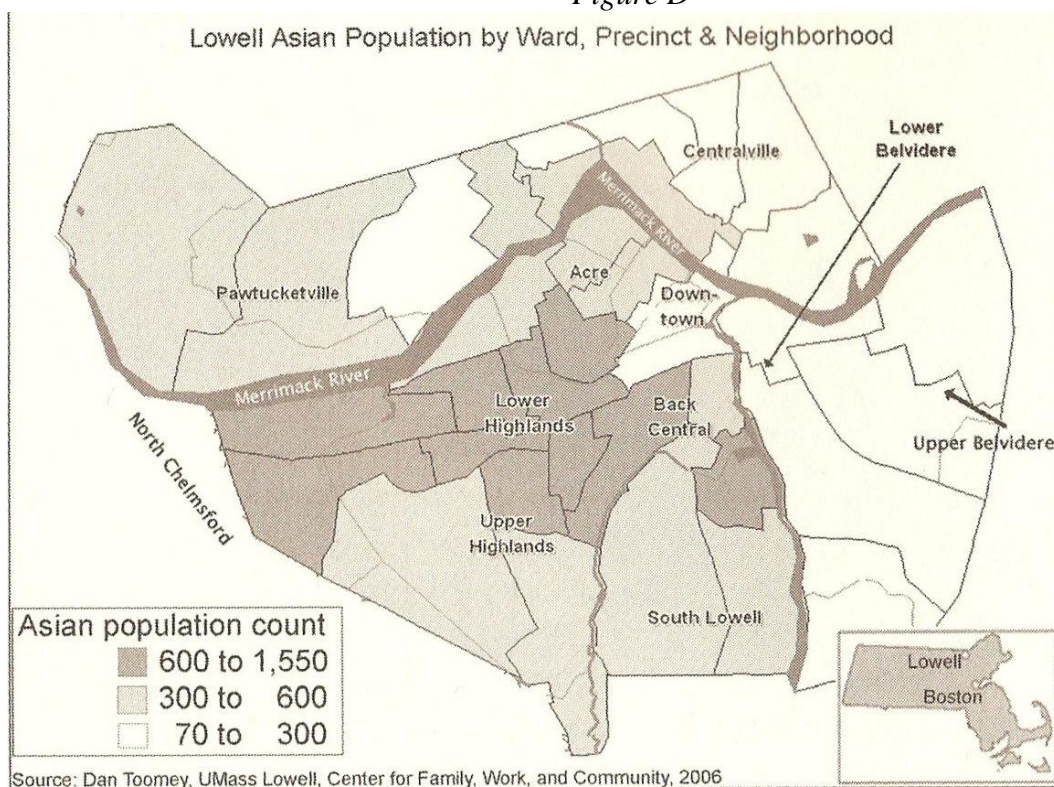 Figure D
Lowell Asian Population by Ward, Precinct & Neighborhood
Lower
Belvidere
Centralville
Merrimack River
Acre
Pawtucketville
Down-
town
Merrimack River
Lower
Highlands
Back
Central
Upper Belvidere
North Chelmsford
Upper
Highlands
South Lowell
Asian population count
600 to 1,550
300 to 600
70 to 300
Lowell
Boston
Source: Dan Toomey, UMass Lowell, Center for Family, Work, and Community, 2006